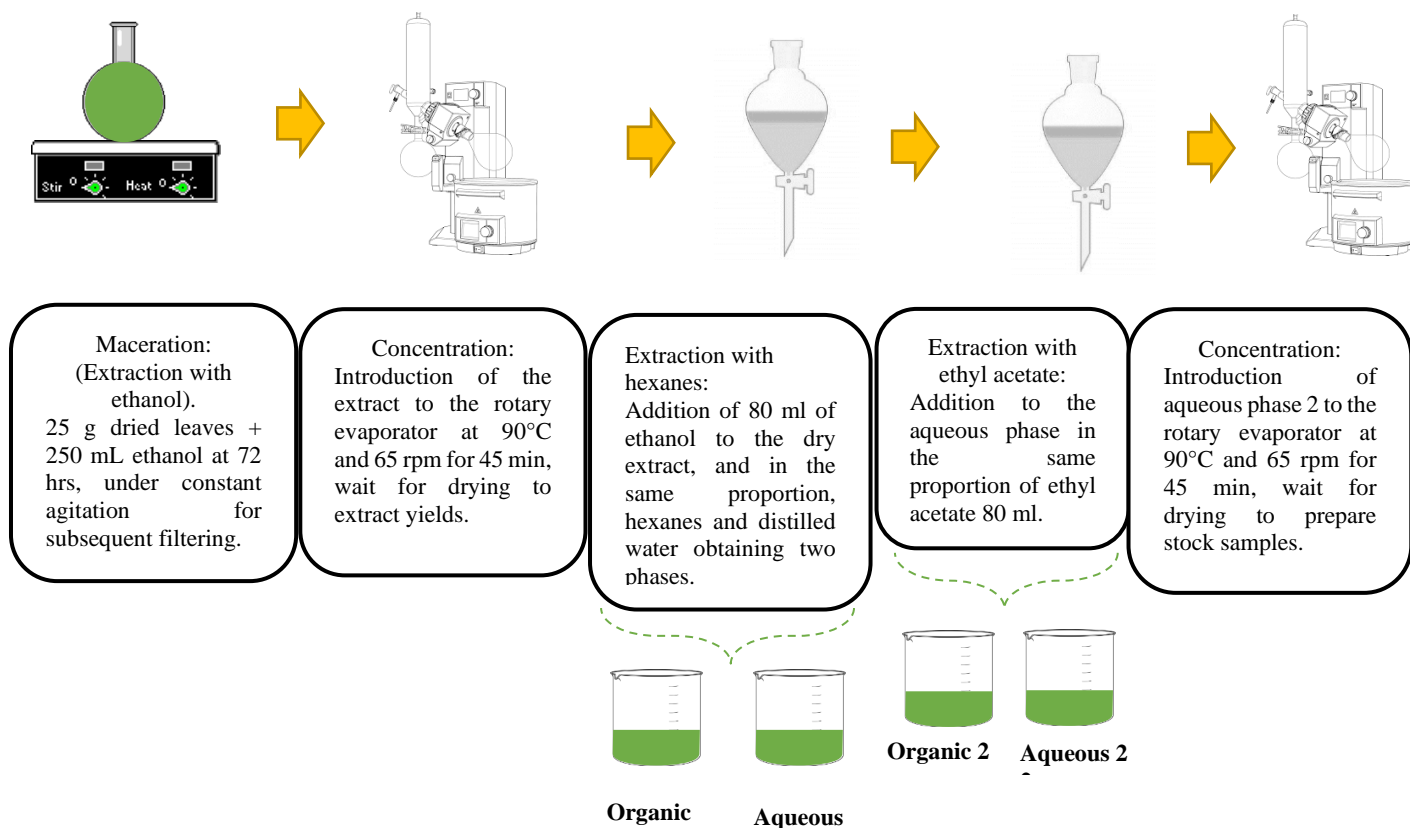 Stir 0 Heat 0
Maceration:
(Extraction with
ethanol).
25 g dried leaves +
250 mL ethanol at 72
hrs, under constant
agitation for
subsequent filtering.
Concentration:
Introduction of the
extract to the rotary
evaporator at 90°C
and 65 rpm for 45 min,
wait for drying to
extract yields.
Extraction with
hexanes:
Addition of 80 ml of
ethanol to the dry
extract, and in the
same proportion,
hexanes and distilled
water obtaining two
phases.
Extraction with
ethyl acetate:
Addition to the
aqueous phase in
the same
proportion of ethyl
acetate 80 ml.
Concentration:
Introduction of
aqueous phase 2 to the
rotary evaporator at
90°C and 65 rpm for
45 min, wait for
drying to prepare
stock samples.
Organic 2
Aqueous 2
Organic
Aqueous